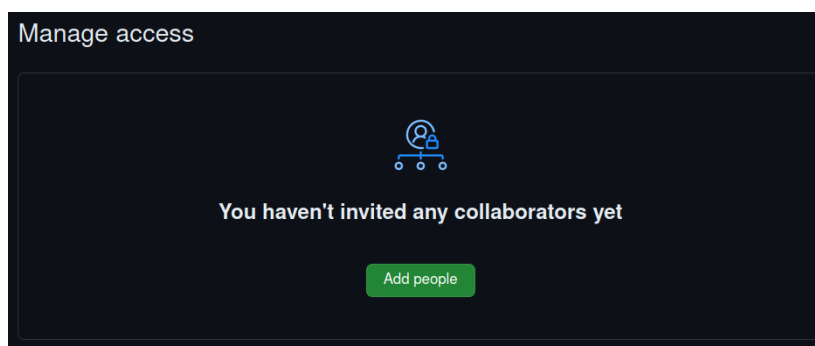 Manage access
You haven't invited any collaborators yet
Add people